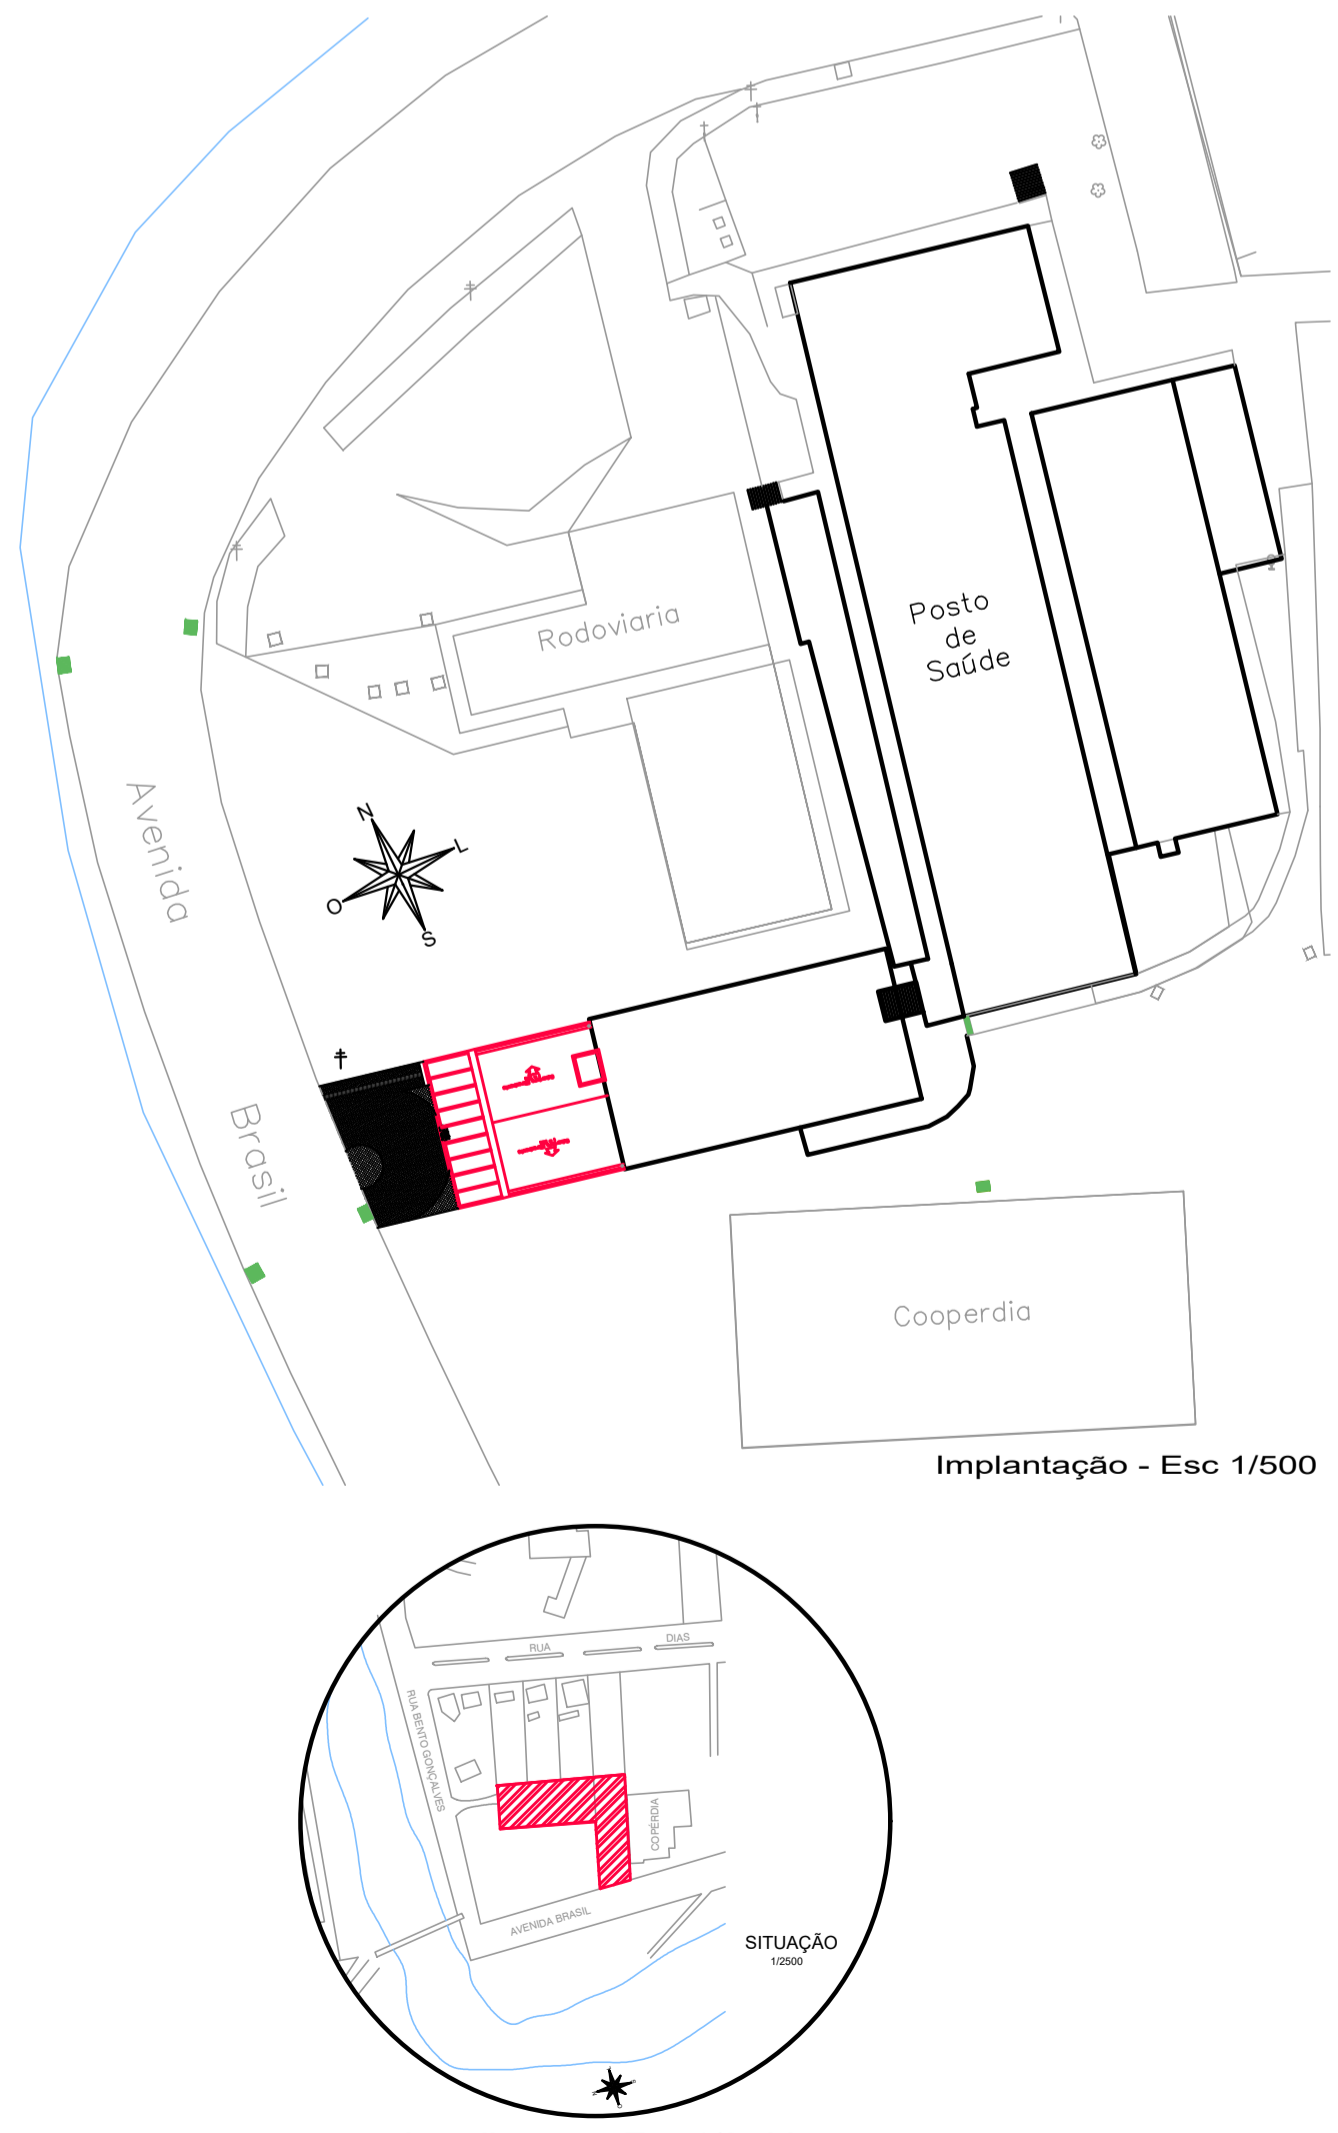 Posto
de
Saúde
Rodoviaria
Avenida
N
L
O
S
Brasil
Cooperdia
Implantação - Esc 1/500
RUA
DIAS
RUA BENTO GONÇALVES
COPÉRDIA
AVENIDA BRASIL
SITUAÇÃO
1/2500